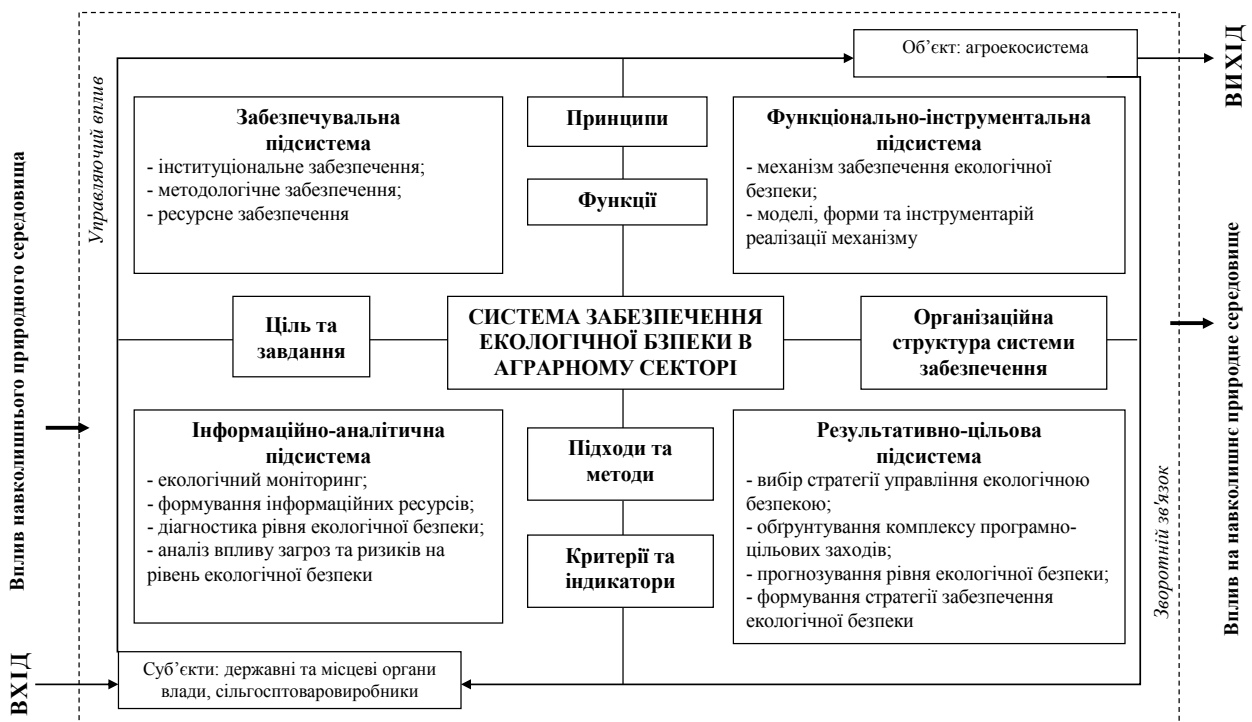 Об’єкт: агроекосистема
ВИХІД
Управляючий вплив
Забезпечувальна
підсистема
- інституціональне забезпечення;
- методологічне забезпечення;
- ресурсне забезпечення
Принципи
Функції
Функціонально-інструментальна
підсистема
- механізм забезпечення екологічної
безпеки;
- моделі, форми та інструментарій
реалізації механізму
Вплив навколишнього природного середовища
Ціль та
завдання
СИСТЕМА ЗАБЕЗПЕЧЕННЯ
ЕКОЛОГІЧНОЇ БЗПЕКИ В
АГРАРНОМУ СЕКТОРІ
Організаційна
структура системи
забезпечення
Вплив на навколишнє природне середовище
Інформаційно-аналітична
підсистема
- екологічний моніторинг;
- формування інформаційних ресурсів;
- діагностика рівня екологічної безпеки;
- аналіз впливу загроз та ризиків на
рівень екологічної безпеки
Підходи та
методи
Критерії та
індикатори
Результативно-цільова
підсистема
- вибір стратегії управління екологічною
безпекою;
- обґрунтування комплексу програмно-
цільових заходів;
- прогнозування рівня екологічної безпеки;
- формування стратегії забезпечення
екологічної безпеки
Зворотній зв'язок
ВХІД
Суб’єкти: державні та місцеві органи
влади, сільгосптоваровиробники